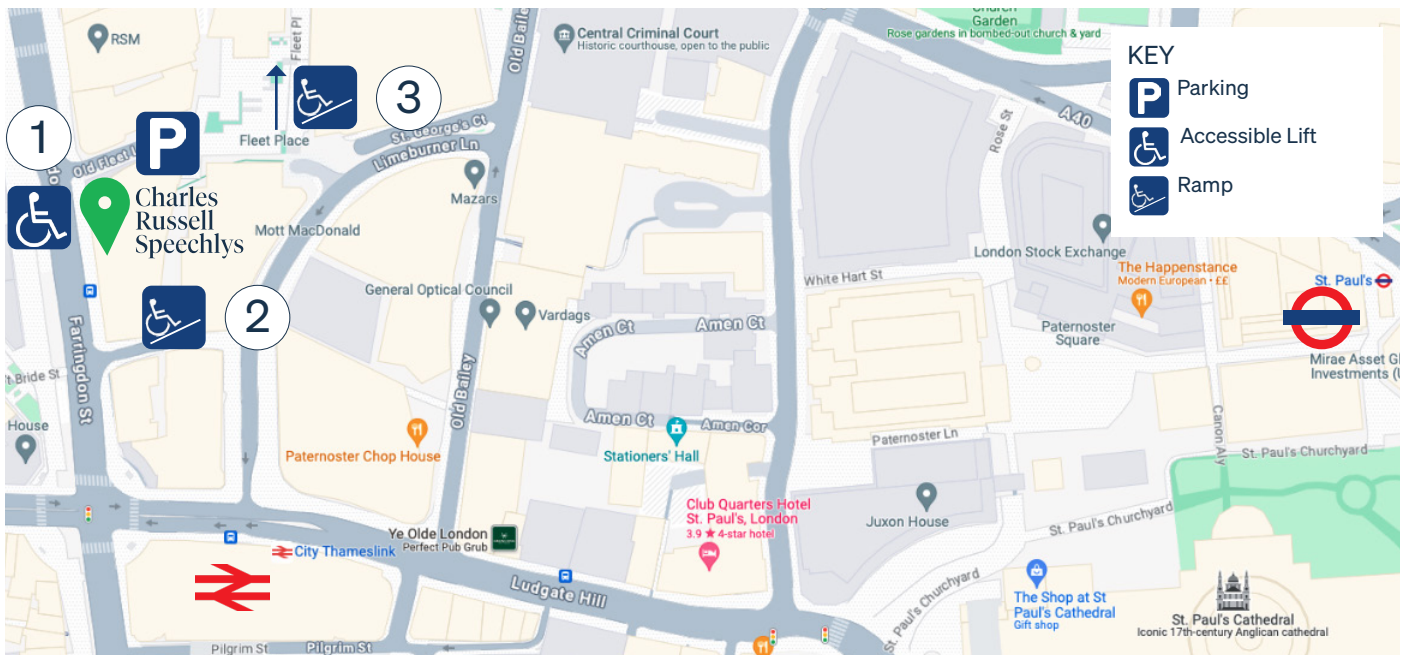 Church
Garden
Rose gardens in bombed-out church & yard
RSM
Fleet Pl
Old Baile
Central Criminal Court
Historic courthouse, open to the public
KEY
P Parking
Accessible Lift
Ramp
A40
Rose St
3
1
P
St. George's Ct
Fleet Place
Limeburner Ln
Old Fleet L
Charles
Russell
Speechlys
Mazars
Mott MacDonald
London Stock Exchange
White Hart St
The Happenstance
Modern European · ££
St. Paul's
General Optical Council
Vardags
2
Amen Ct
Amen Ct
Paternoster
Square
Mirae Asset Gl
Investments (U
Farringdon St
t Bride St
Old Bailey
House
Amen Ct
Amen Cor
Stationers' Hall
Paternoster Chop House
Paternoster Ln
Canon Aly
St. Paul's Churchyard
Club Quarters Hotel
St. Paul's, London
3.9 ★ 4-star hotel
Juxon House
St. Paul's Churchyard
Ye Olde London
Perfect Pub Grub
City Thameslink
Ludgate Hill
St. Paul's Churchyard
The Shop at St
Paul's Cathedral
Gift shop
St. Paul's Cathedral
Iconic 17th-century Anglican cathedral
Pilgrim St
Pilgrim St